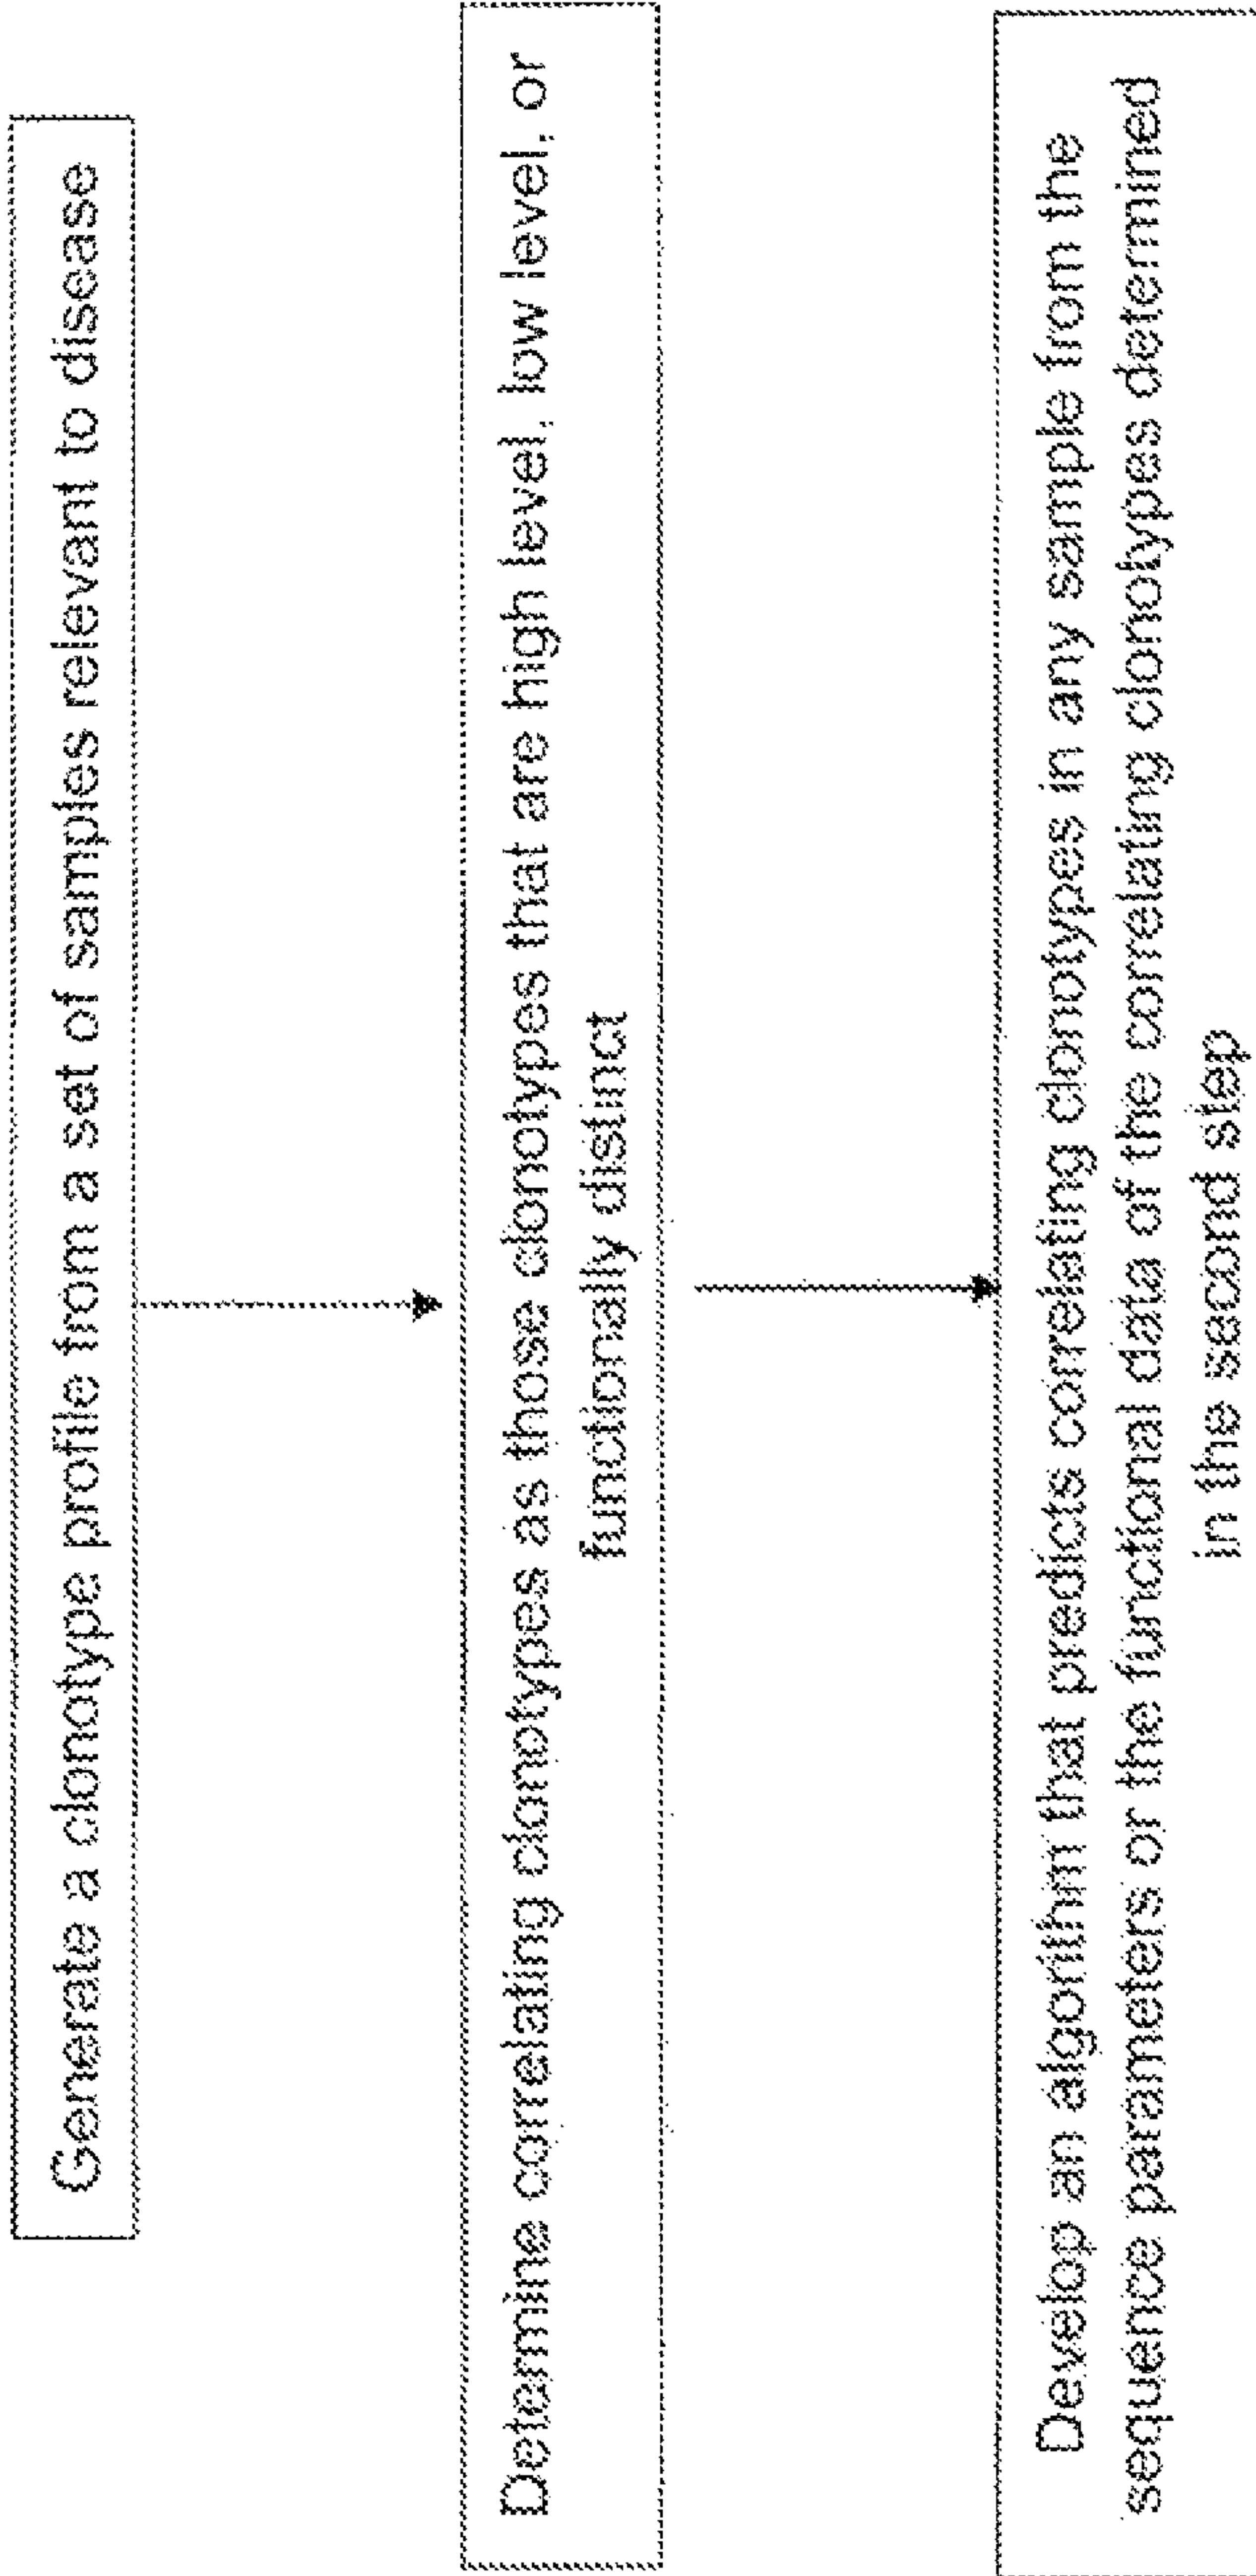 Generate a clonotype profile from a set of samples relevant to disease
Determine correlating clonotypes as those clonotypes that are high level, low level, or
functionally distinct
Develop an algorithm that predicts correlating clonotypes in any sample from the
sequence parameters or the functional data of the correlating clonotypes determined
in the second step